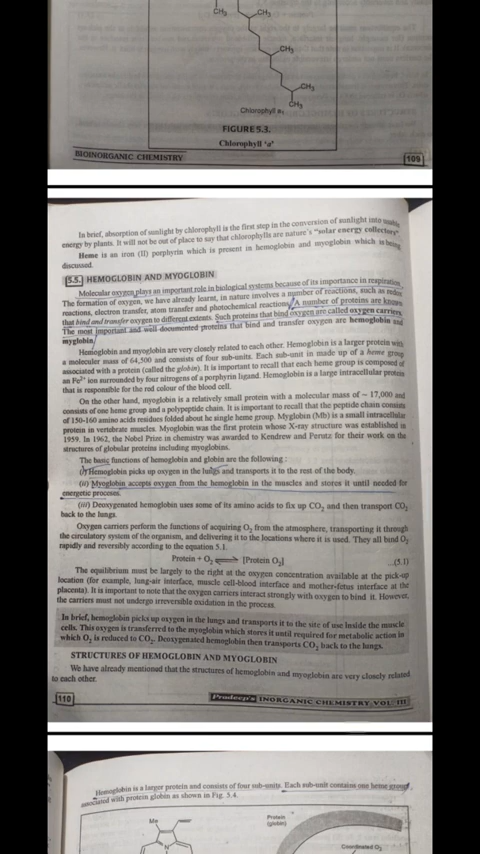 CH₃
CH₃
CH₃
CH₃
CH₃
Chlorophyll a₁
FIGURE 5.3.
Chlorophyll 'a'
BIOINORGANIC CHEMISTRY 109
In brief, absorption of sunlight by chlorophyll is the first step in the conversion of sunlight into usable
energy by plants. It will not be out of place to say that chlorophylls are nature's "solar energy collectors"
Heme is an iron (II) porphyrin which is present in hemoglobin and myoglobin which is being
discussed.
5.5. HEMOGLOBIN AND MYOGLOBIN
Molecular oxygen plays an important role in biological systems because of its importance in respiration.
The formation of oxygen, we have already learnt, in nature involves a number of reactions, such as redox
reactions, electron transfer, atom transfer and photochemical reactions. A number of proteins are known
that bind and transfer oxygen to different extents. Such proteins that bind oxygen are called oxygen carriers.
The most important and well documented proteins that bind and transfer oxygen are hemoglobin and
myoglobin.
Hemoglobin and myoglobin are very closely related to each other. Hemoglobin is a larger protein with
a moleculer mass of 64,500 and consists of four sub-units. Each sub-unit in made up of a heme group
associated with a protein (called the globin). It is important to recall that each heme group is composed of
an Fe²⁺ ion surrounded by four nitrogens of a porphyrin ligand. Hemoglobin is a large intracellular protein
that is responsible for the red colour of the blood cell.
On the other hand, myoglobin is a relatively small protein with a molecular mass of ~ 17,000 and
consists of one heme group and a polypeptide chain. It is important to recall that the peptide chain consists
of 150-160 amino acids residues folded about he single heme group. Myglobin (Mb) is a small intracellular
protein in vertebrate muscles. Myoglobin was the first protein whose X-ray structure was established in
1959. In 1962, the Nobel Prize in chemistry was awarded to Kendrew and Perutz for their work on the
structures of globular proteins including myoglobins.
The basic functions of hemoglobin and globin are the following :
(i) Hemoglobin picks up oxygen in the lungs and transports it to the rest of the body.
(ii) Myoglobin accepts oxygen from the hemoglobin in the muscles and stores it until needed for
energetic process.
(iii) Deoxygenated hemoglobin uses some of its amino acids to fix up CO₂ and then transport CO₂
back to the lungs.
Oxygen carriers perform the functions of acquiring O₂ from the atmosphere, transporting it through
the circulatory system of the organism, and delivering it to the locations where it is used. They all bind O₂
rapidly and reversibly according to the equation 5.1.
Protein + O₂ ⇌ [Protein O₂] ...(5.1)
The equilibrium must be largely to the right at the oxygen concentration available at the pick-up
location (for example, lung-air interface, muscle cell-blood interface and mother-fetus interface at the
placenta). It is important to note that the oxygen carriers interact strongly with oxygen to bind it. However,
the carriers must not undergo irreversible oxidation in the process.
In brief, hemoglobin picks up oxygen in the lungs and transports it to the site of use inside the muscle
cells. This oxygen is transferred to the myoglobin which stores it until required for metabolic action in
which O₂ is reduced to CO₂. Deoxygenated hemoglobin then transports CO₂ back to the lungs.
STRUCTURES OF HEMOGLOBIN AND MYOGLOBIN
We have already mentioned that the structures of hemoglobin and myoglobin are very closely related
to each other.
110 Pradeep's INORGANIC CHEMISTRY VOL. III
Hemoglobin is a larger protein and consists of four sub-units. Each sub-unit contains one heme group,
associated with protein globin as shown in Fig. 5.4.
Me
Protein
(globin)
N
Coordinated O₂